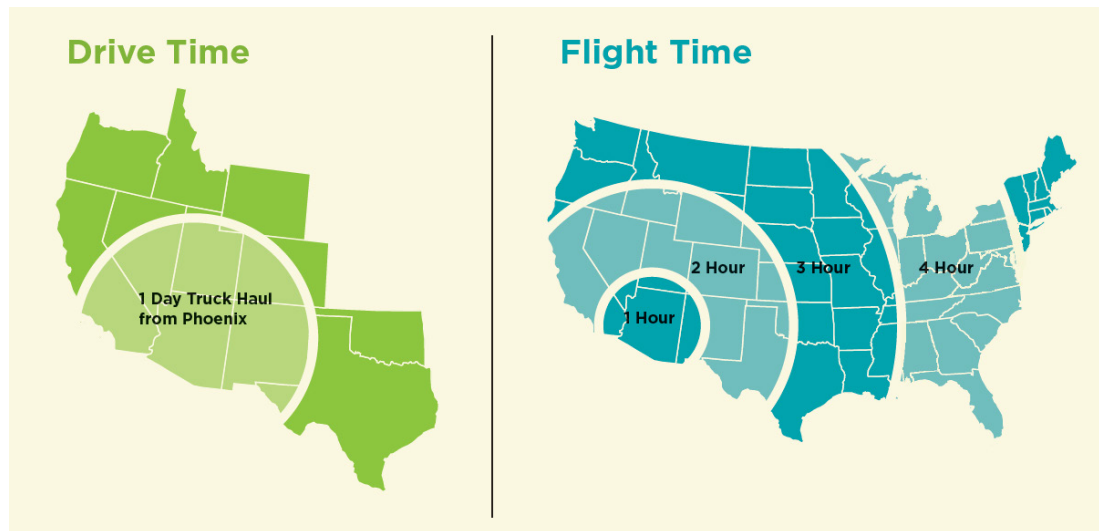 Drive Time
1 Day Truck Haul
from Phoenix
Flight Time
1 Hour
2 Hour
3 Hour
4 Hour